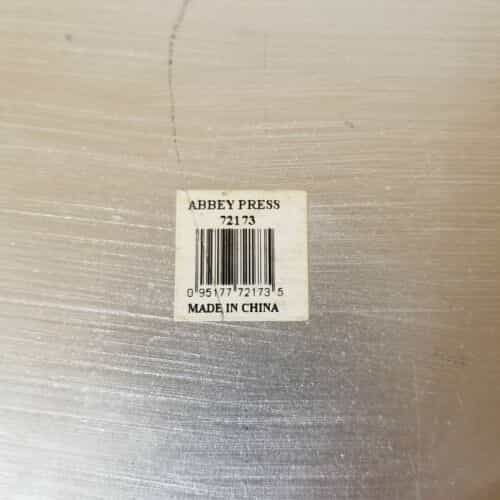 ABBEY PRESS
72173
0 95177 72173 5
MADE IN CHINA